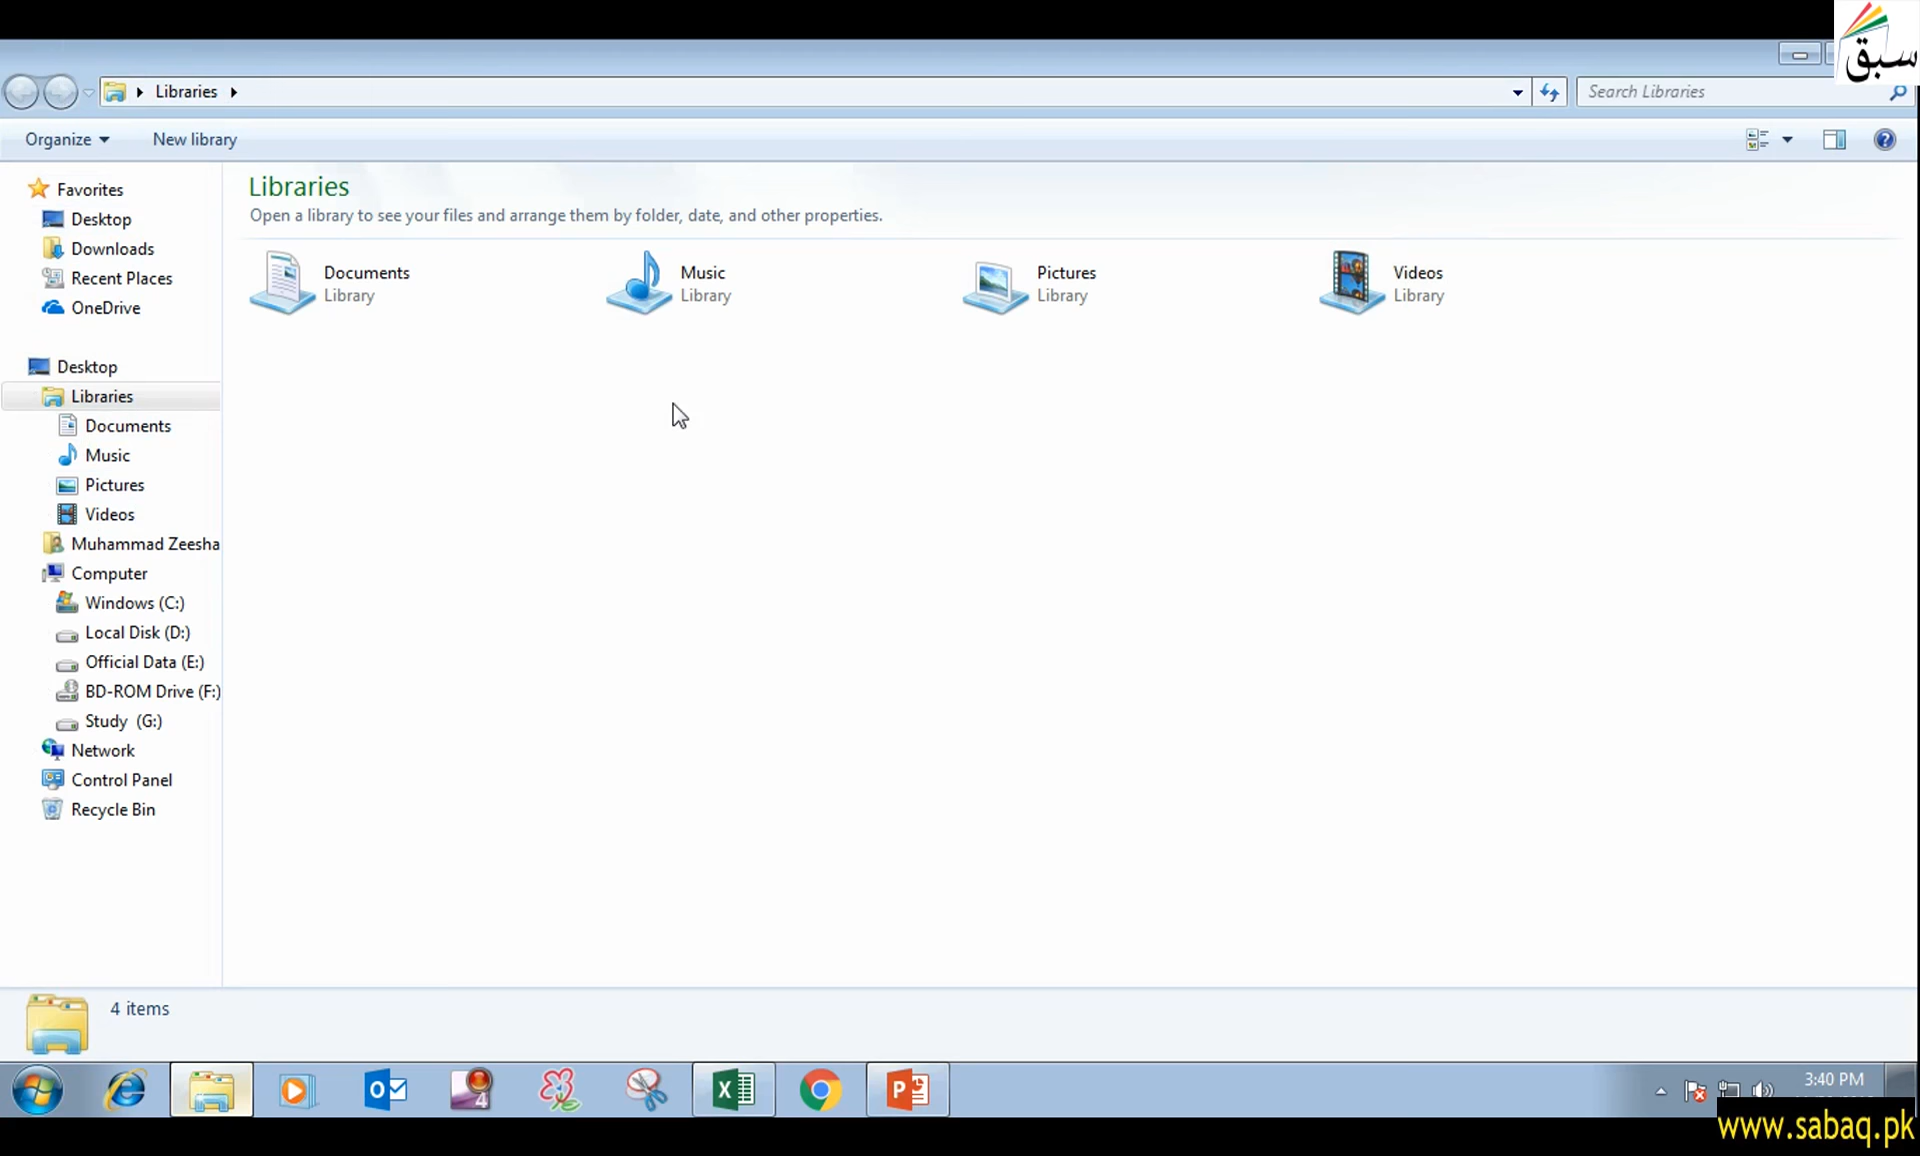 سبق
Libraries
Search Libraries
Organize
New library
Favorites
Desktop
Downloads
Recent Places
OneDrive
Desktop
Libraries
Documents
Music
Pictures
Videos
Muhammad Zeesha
Computer
Windows (C:)
Local Disk (D:)
Official Data (E:)
BD-ROM Drive (F:)
Study (G:)
Network
Control Panel
Recycle Bin
Libraries
Open a library to see your files and arrange them by folder, date, and other properties.
Documents
Library
Music
Library
Pictures
Library
Videos
Library
4 items
3:40 PM
www.sabaq.pk